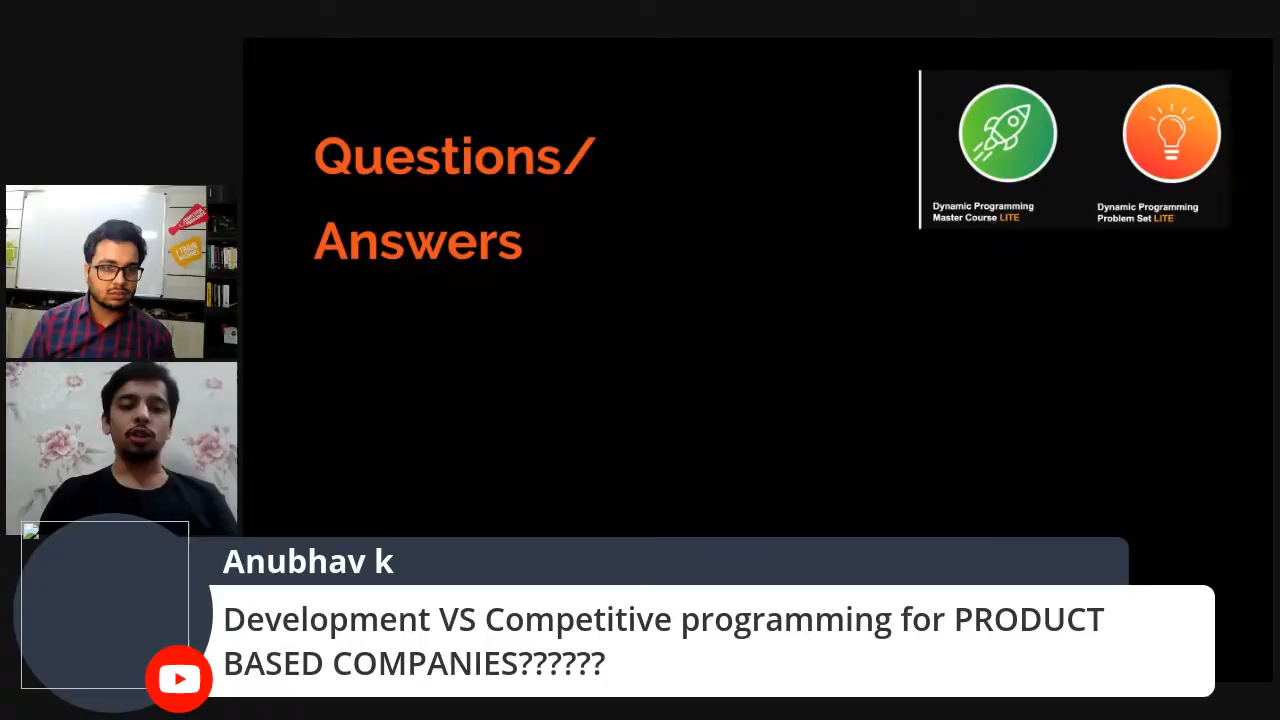 Questions/
Answers
Dynamic Programming
Master Course LITE
Dynamic Programming
Problem Set LITE
Anubhav k
Development VS Competitive programming for PRODUCT
BASED COMPANIES??????